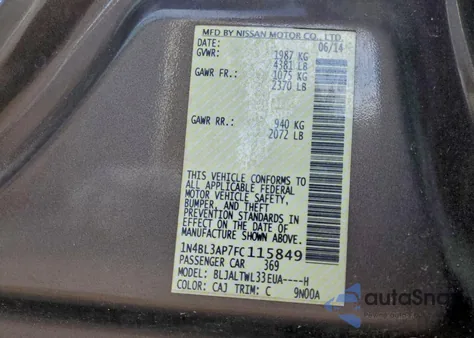 MFD BY NISSAN MOTOR CO., LTD.
DATE: 06/14
GVWR: 1987 KG
4381 LB
GAWR FR.: 1075 KG
2370 LB
GAWR RR.: 940 KG
2072 LB
THIS VEHICLE CONFORMS TO
ALL APPLICABLE FEDERAL
MOTOR VEHICLE SAFETY,
BUMPER, AND THEFT
PREVENTION STANDARDS IN
EFFECT ON THE DATE OF
MANUFACTURE SHOWN ABOVE.
1N4BL3AP7FC115849
PASSENGER CAR 369
MODEL: BLJALTWL33EUA----H
COLOR: CAJ TRIM: C 9N00A
autoSna